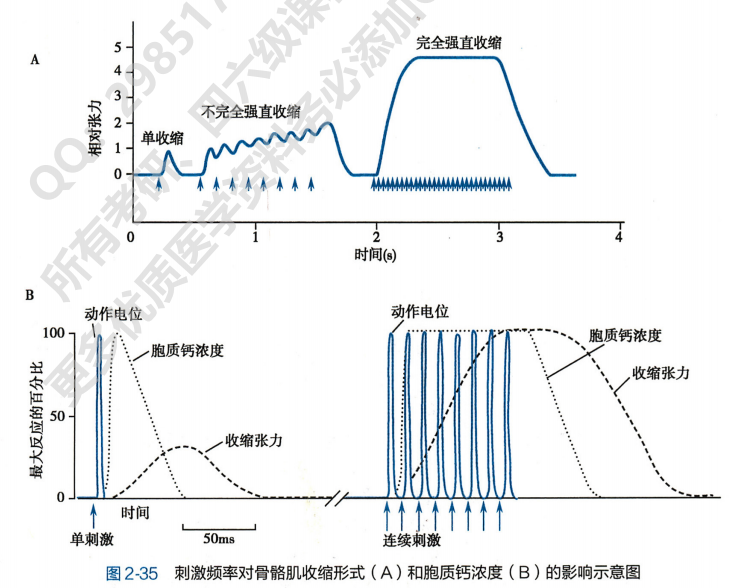 A
5
4
3
2
1
0
相对张力
单收缩
不完全强直收缩
完全强直收缩
0 1 2 3 4
时间(s)
B
100
50
0
最大反应的百分比
动作电位
胞质钙浓度
收缩张力
时间
50ms
单刺激
动作电位
胞质钙浓度
收缩张力
连续刺激
图2-35 刺激频率对骨骼肌收缩形式(A)和胞质钙浓度(B)的影响示意图